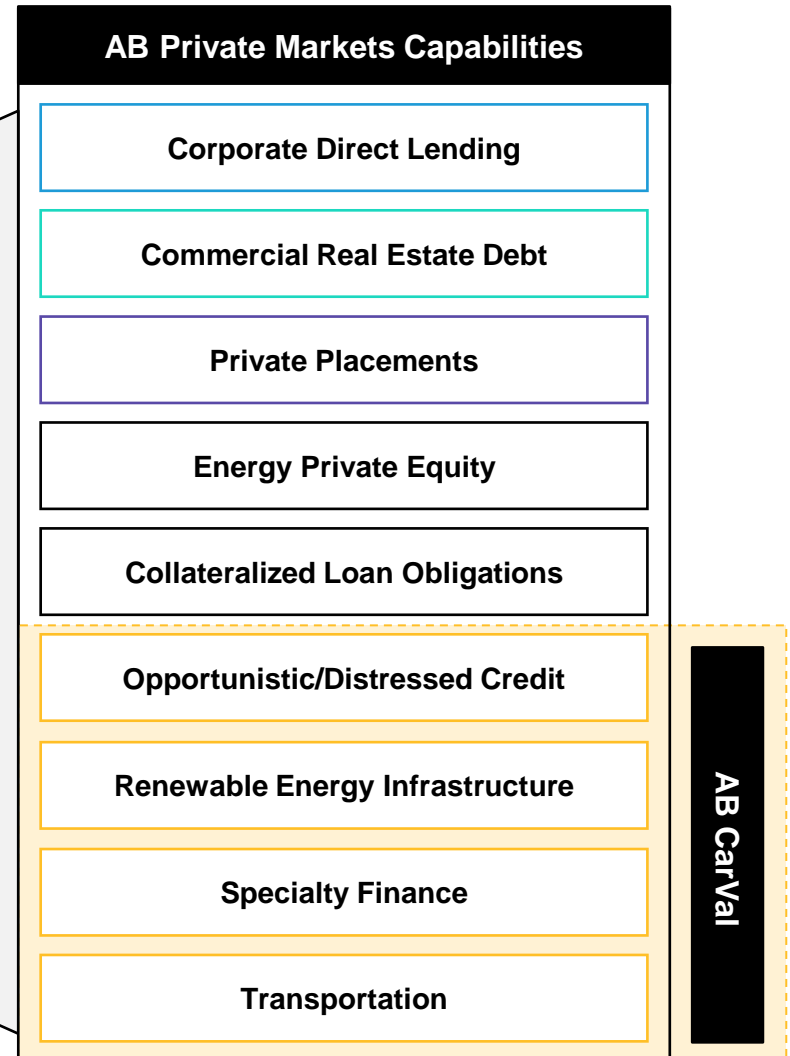 AB Private Markets Capabilities
Corporate Direct Lending
Commercial Real Estate Debt
Private Placements
Energy Private Equity
Collateralized Loan Obligations
Opportunistic/Distressed Credit
Renewable Energy Infrastructure
Specialty Finance
Transportation
AB CarVal